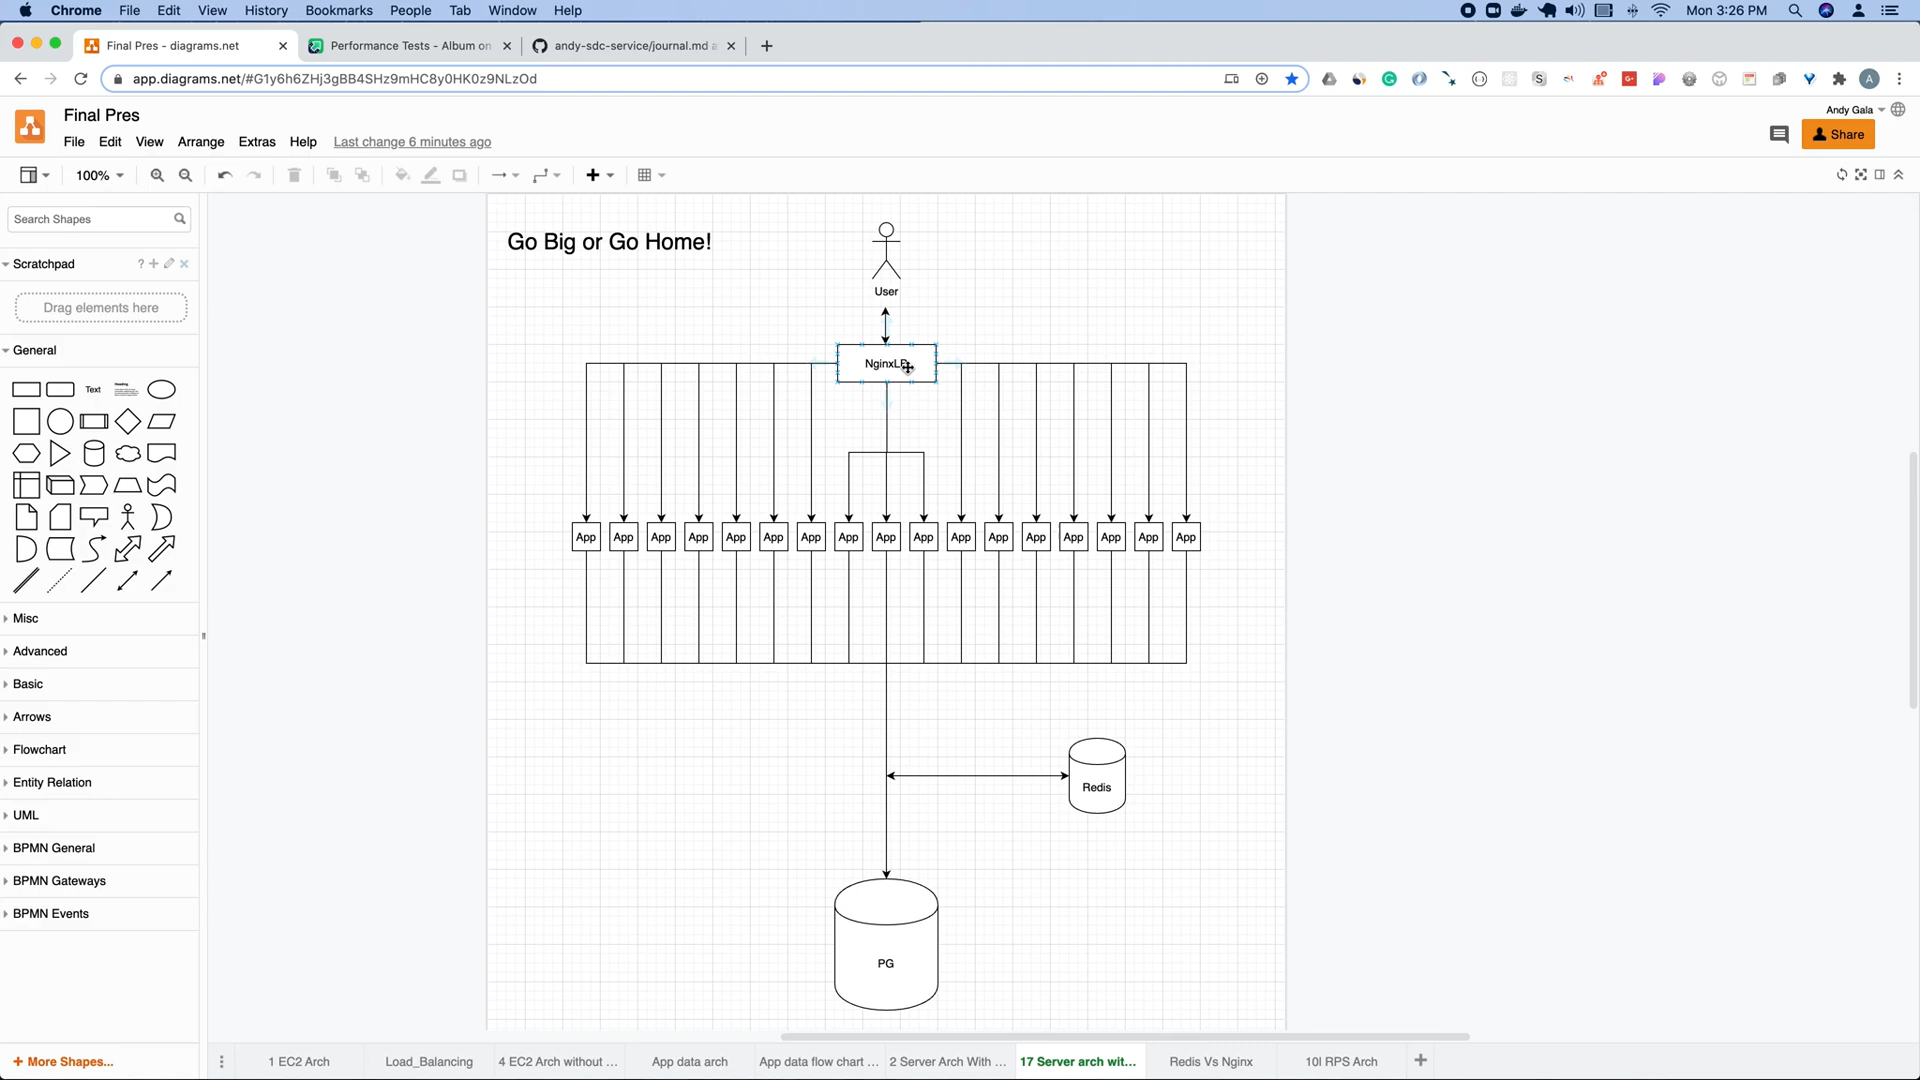 Chrome File Edit View History Bookmarks People Tab Window Help
Mon 3:26 PM
Final Pres - diagrams.net
Performance Tests - Album on
andy-sdc-service/journal.md a
app.diagrams.net/#G1y6h6ZHj3gBB4SHz9mHC8y0HK0z9NLzOd
Final Pres
Andy Gala
File Edit View Arrange Extras Help Last change 6 minutes ago
Share
100%
Search Shapes
Scratchpad
Drag elements here
General
Text
Heading
Misc
Advanced
Basic
Arrows
Flowchart
Entity Relation
UML
BPMN General
BPMN Gateways
BPMN Events
+ More Shapes...
Go Big or Go Home!
User
App App App App App App App App App App App App App App App App App
Redis
PG
1 EC2 Arch Load_Balancing 4 EC2 Arch without ... App data arch App data flow chart ... 2 Server Arch With ... 17 Server arch wit... Redis Vs Nginx 10l RPS Arch